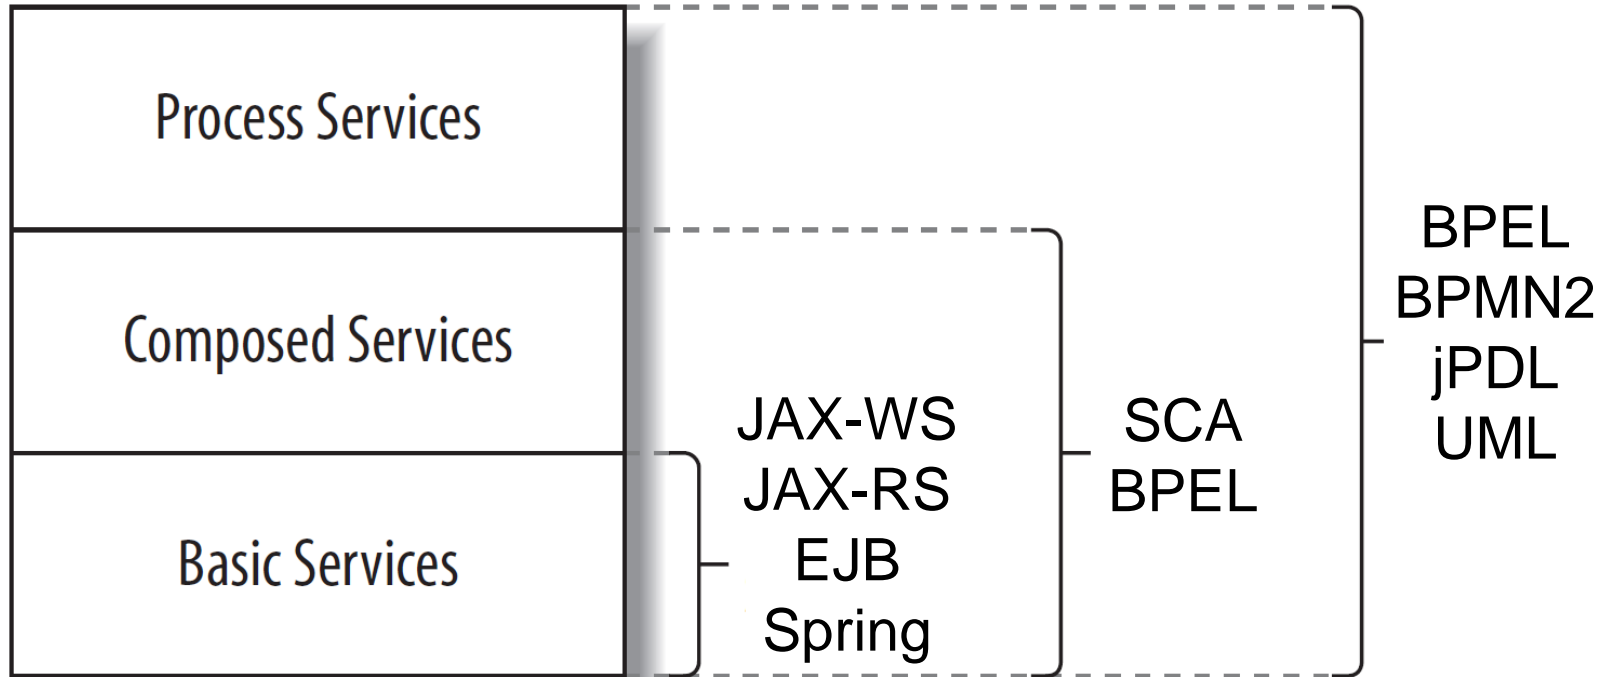 Process Services
Composed Services
Basic Services
JAX-WS
JAX-RS
EJB
Spring
SCA
BPEL
BPEL
BPMN2
jPDL
UML